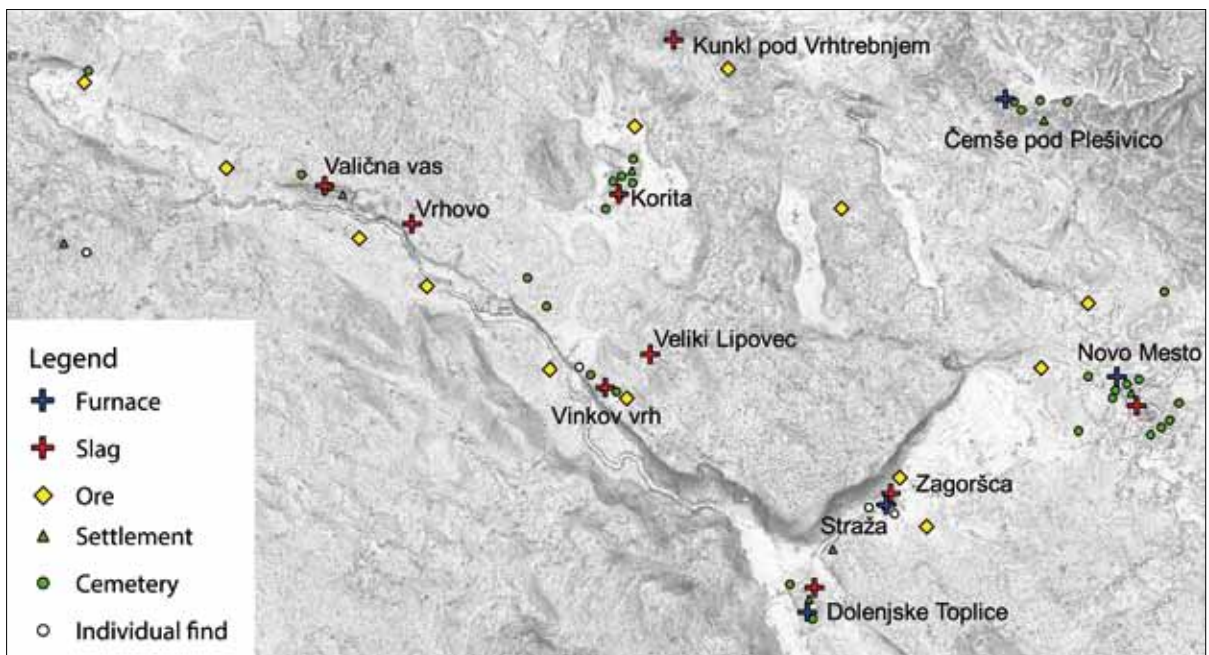 Kunkl pod Vrhtrebnjem
Čemše pod Plešivico
Valična vas
Korita
Vrhovo
Veliki Lipovec
Novo Mesto
Vinkov vrh
Zagoršca
Straža
Dolenjske Toplice
Legend
Furnace
Slag
Ore
Settlement
Cemetery
Individual find